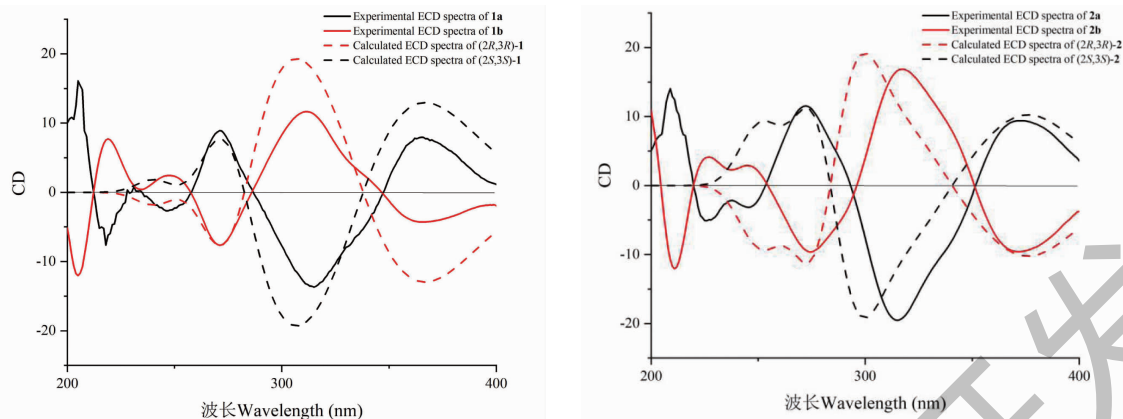 Experimental ECD spectra of 1a
Experimental ECD spectra of 1b
Calculated ECD spectra of (2R,3R)-1
Calculated ECD spectra of (2S,3S)-1
20
10
0
-10
-20
CD
200
300
400
波长Wavelength (nm)
Experimental ECD spectra of 2a
Experimental ECD spectra of 2b
Calculated ECD spectra of (2R,3R)-2
Calculated ECD spectra of (2S,3S)-2
20
10
0
-10
-20
CD
200
300
400
波长Wavelength (nm)